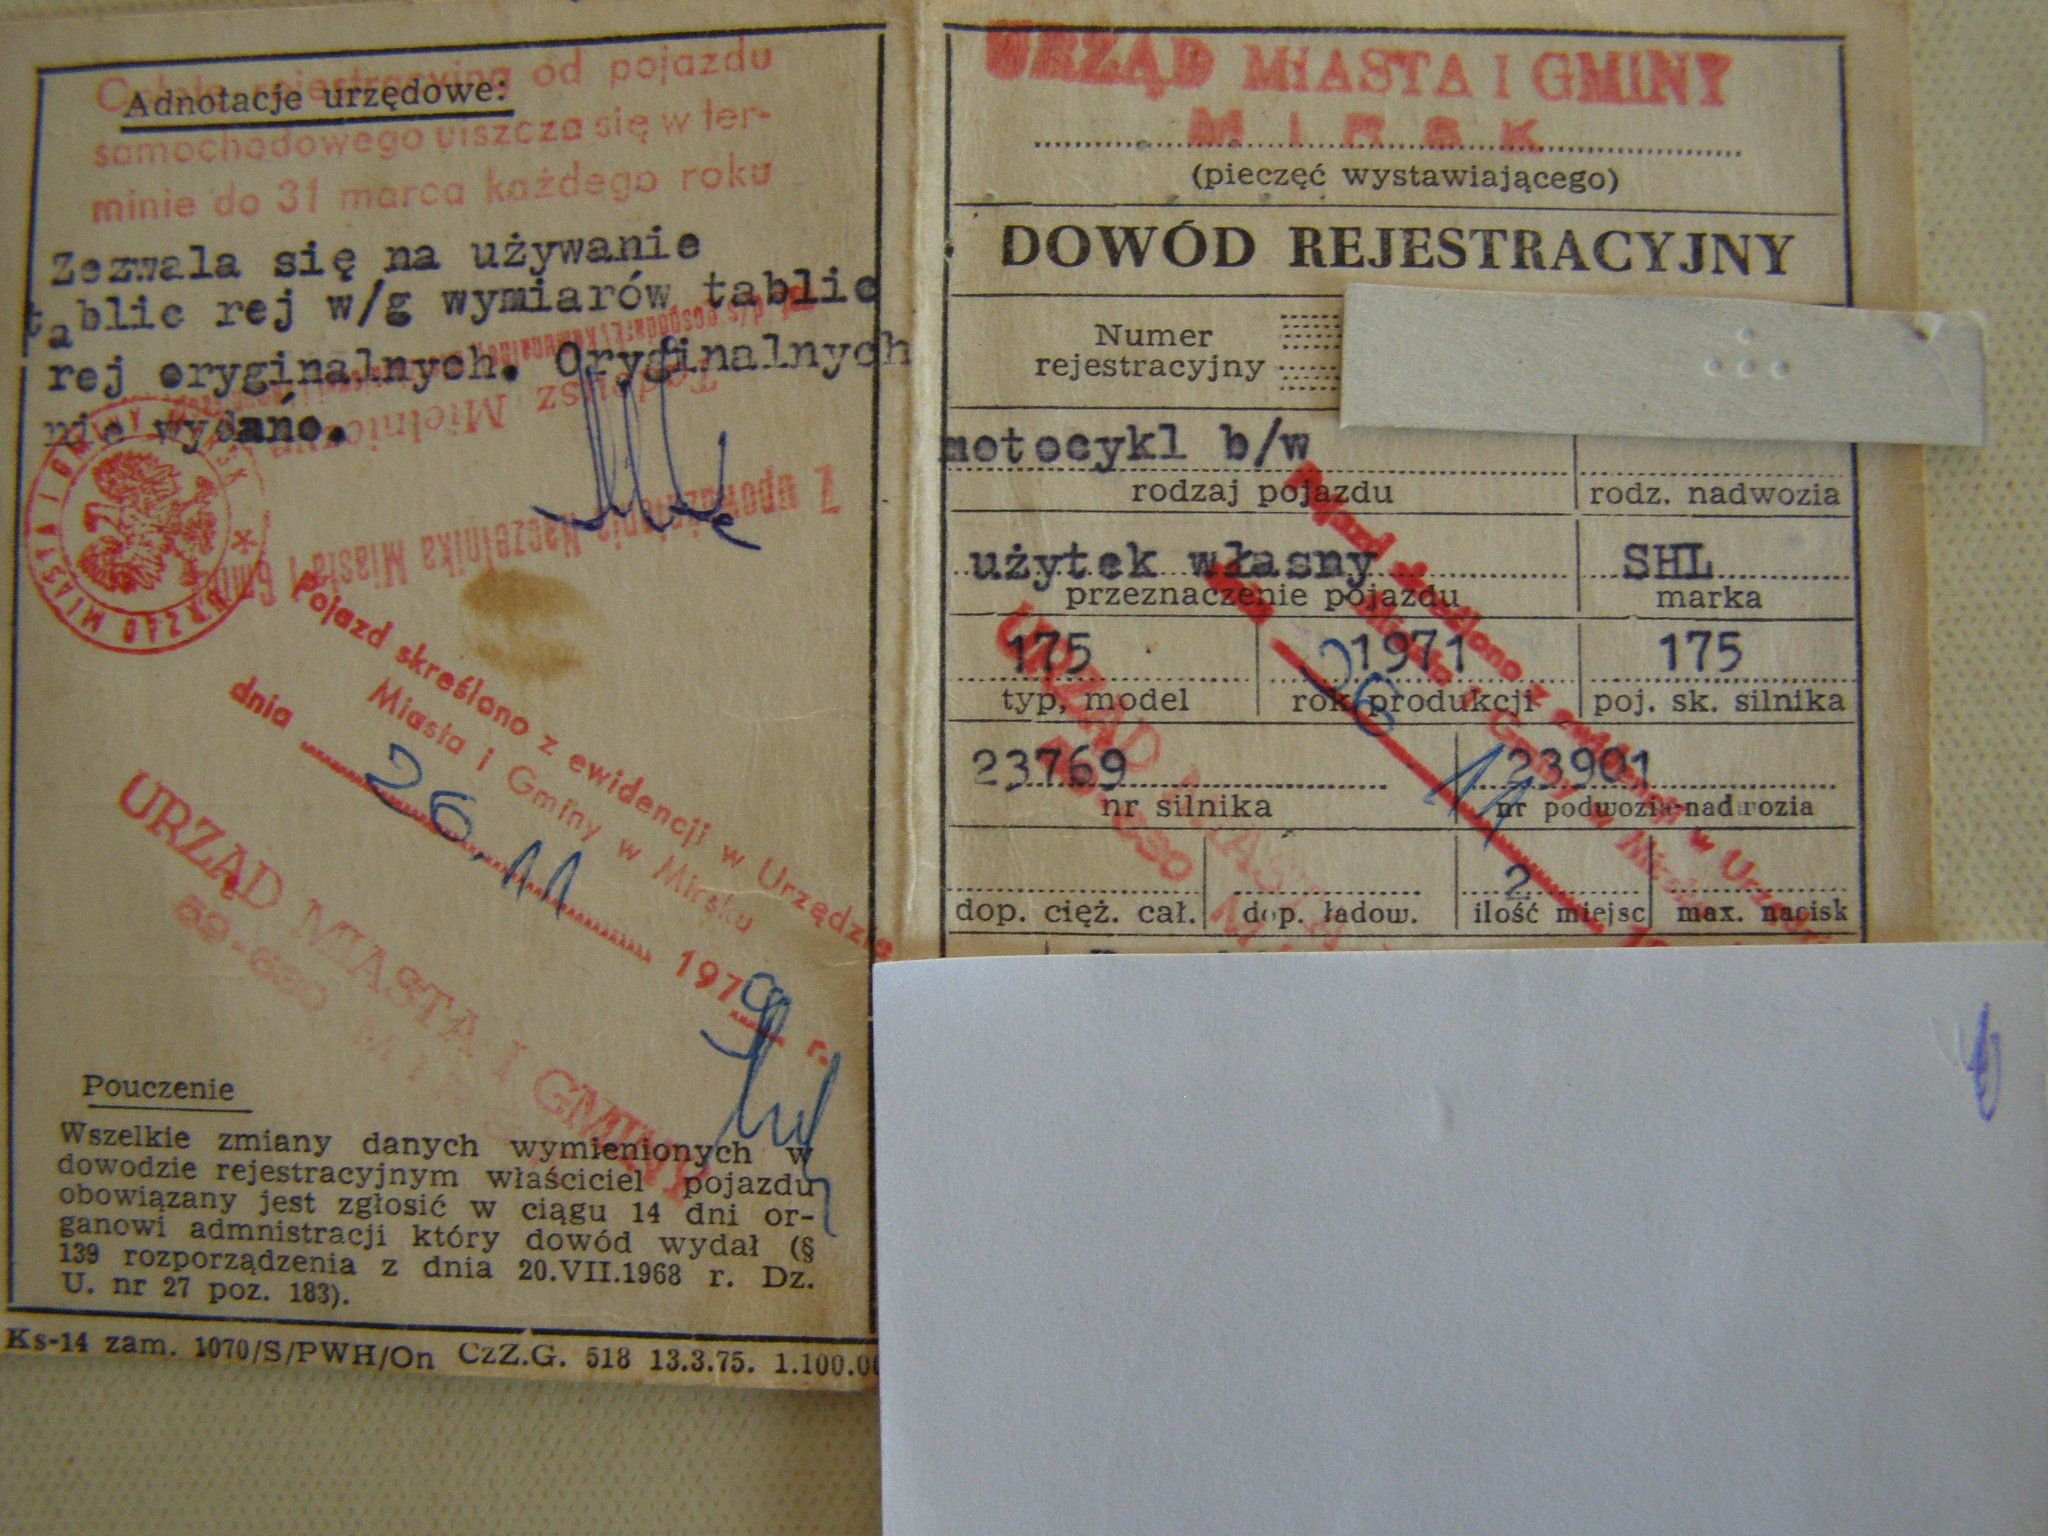 Adnotacje urzędowe:
od pojazdu
samochodowego uiszcza się w ter-
minie do 31 marca każdego roku
Zezwala się na używanie
tablic rej w/g wymiarów tablic
rej oryginalnych. Oryginalnych
nie wydano.
Tadeusz Mielnic
Z upoważnienia Naczelnika Miasta i Gminy
Pojazd skreślono z ewidencji w Urzędzie
Miasta i Gminy w Mirsku
dnia 26.11 1979 r.
URZĄD MIASTA I GMINY
59-630 MIRSK
Pouczenie
Wszelkie zmiany danych wymienionych w
dowodzie rejestracyjnym właściciel pojazdu
obowiązany jest zgłosić w ciągu 14 dni or-
ganowi admnistracji który dowód wydał (§
139 rozporządzenia z dnia 20.VII.1968 r. Dz.
U. nr 27 poz. 183).
Ks-14 zam. 1070/S/PWH/On CzZ.G. 518 13.3.75. 1.100.00
URZĄD MIASTA I GMINY
MIRSK
(pieczęć wystawiającego)
DOWÓD REJESTRACYJNY
Numer
rejestracyjny
motocykl b/w
rodzaj pojazdu rodz. nadwozia
użytek własny SHL
przeznaczenie pojazdu marka
175 1971 175
typ, model rok produkcji poj. sk. silnika
23769 23901
nr silnika nr podwozia-nadwozia
2
dop. cięż. cał. dop. ładow. ilość miejsc max. nacisk
26 11